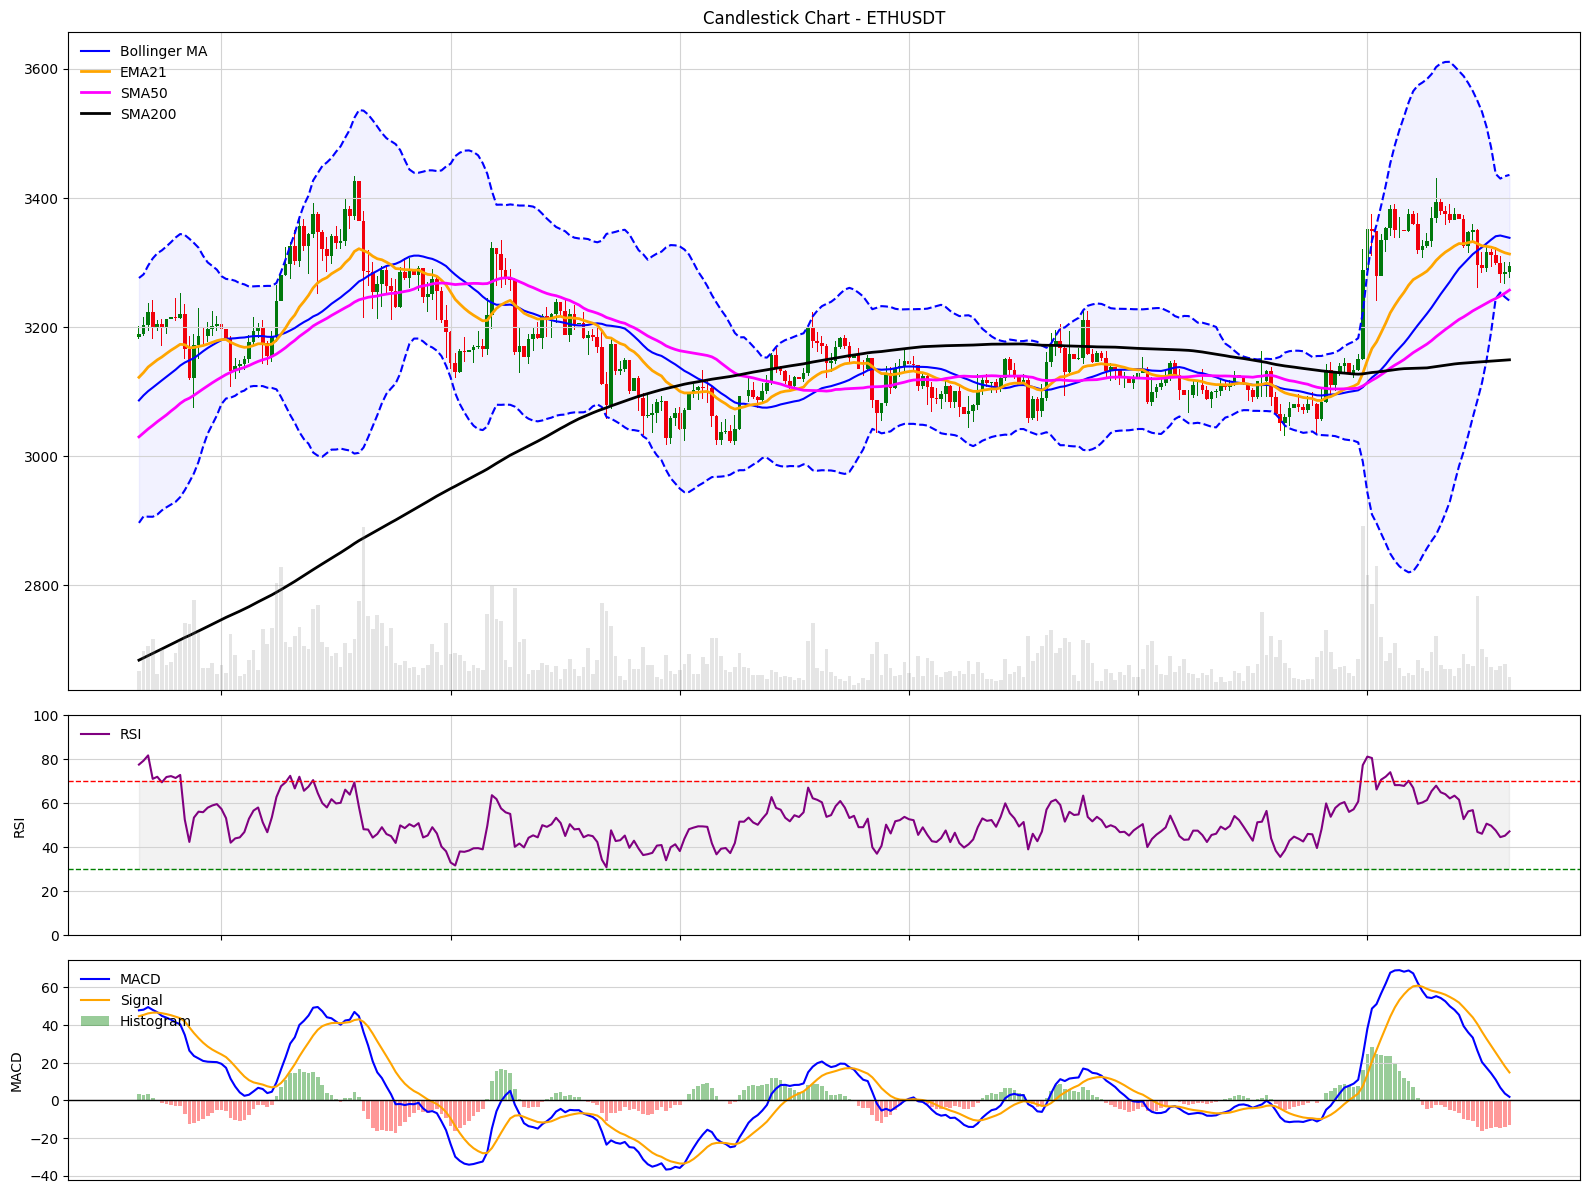 Candlestick Chart - ETHUSDT
Bollinger MA
EMA21
SMA50
SMA200
3600
3400
3200
3000
2800
RSI
100
80
60
40
20
0
RSI
MACD
Signal
Histogram
60
40
20
0
−20
−40
MACD